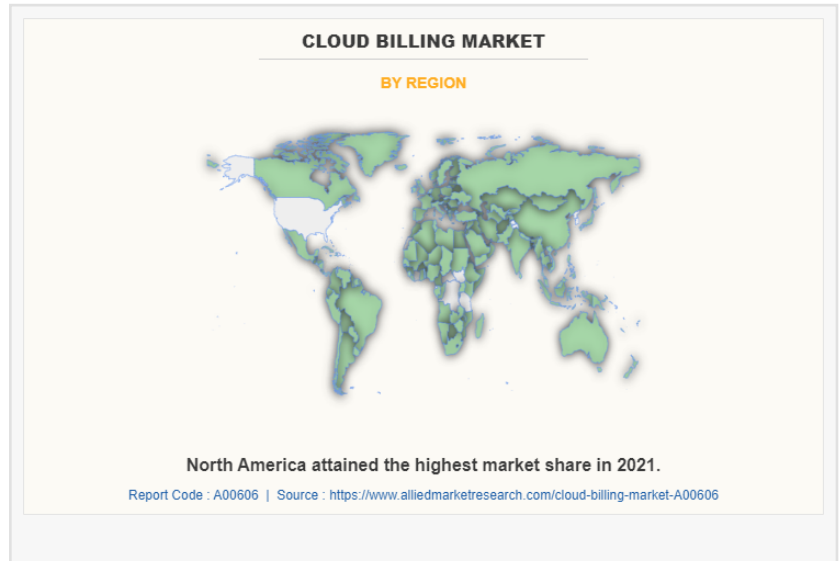 CLOUD BILLING MARKET
BY REGION
North America attained the highest market share in 2021.
Report Code : A00606 | Source : https://www.alliedmarketresearch.com/cloud-billing-market-A00606